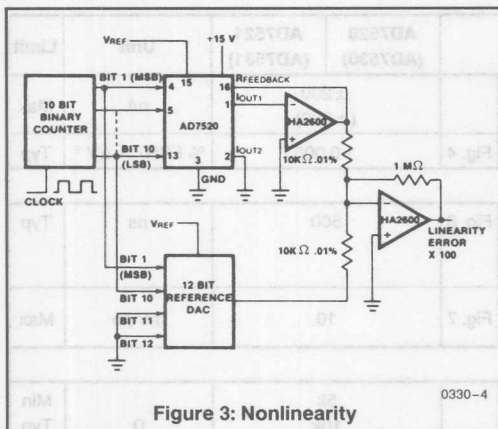 VREF
+15 V
BIT 1 (MSB)
4
15
16
RFEEDBACK
10 BIT
BINARY
COUNTER
5
AD7520
1
IOUT1
HA2600
BIT 10
(LSB)
13
3
2
IOUT2
CLOCK
GND
10KΩ .01%
1 MΩ
HA2600
LINEARITY
ERROR
X 100
VREF
10KΩ .01%
BIT 1
(MSB)
BIT 10
BIT 11
BIT 12
12 BIT
REFERENCE
DAC
0330-4
Figure 3: Nonlinearity